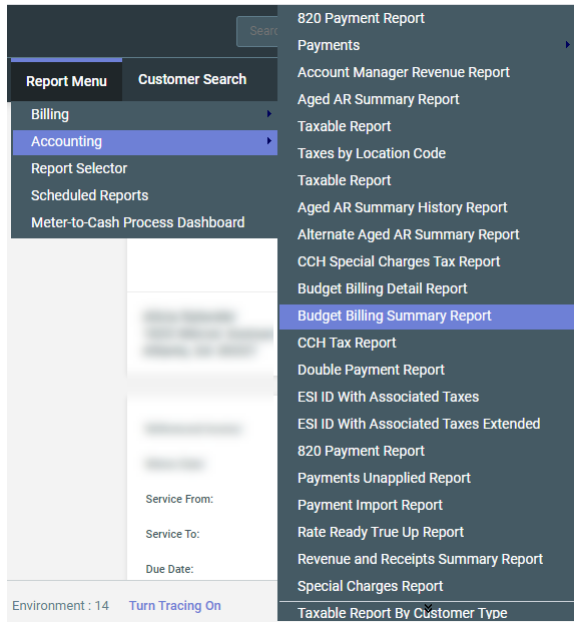 Sear
Report Menu
Customer Search
Billing
Accounting
Report Selector
Scheduled Reports
Meter-to-Cash Process Dashboard
820 Payment Report
Payments
Account Manager Revenue Report
Aged AR Summary Report
Taxable Report
Taxes by Location Code
Taxable Report
Aged AR Summary History Report
Alternate Aged AR Summary Report
CCH Special Charges Tax Report
Budget Billing Detail Report
Budget Billing Summary Report
CCH Tax Report
Double Payment Report
ESI ID With Associated Taxes
ESI ID With Associated Taxes Extended
820 Payment Report
Payments Unapplied Report
Payment Import Report
Rate Ready True Up Report
Revenue and Receipts Summary Report
Special Charges Report
Taxable Report By Customer Type
Service From:
Service To:
Due Date:
Environment : 14
Turn Tracing On